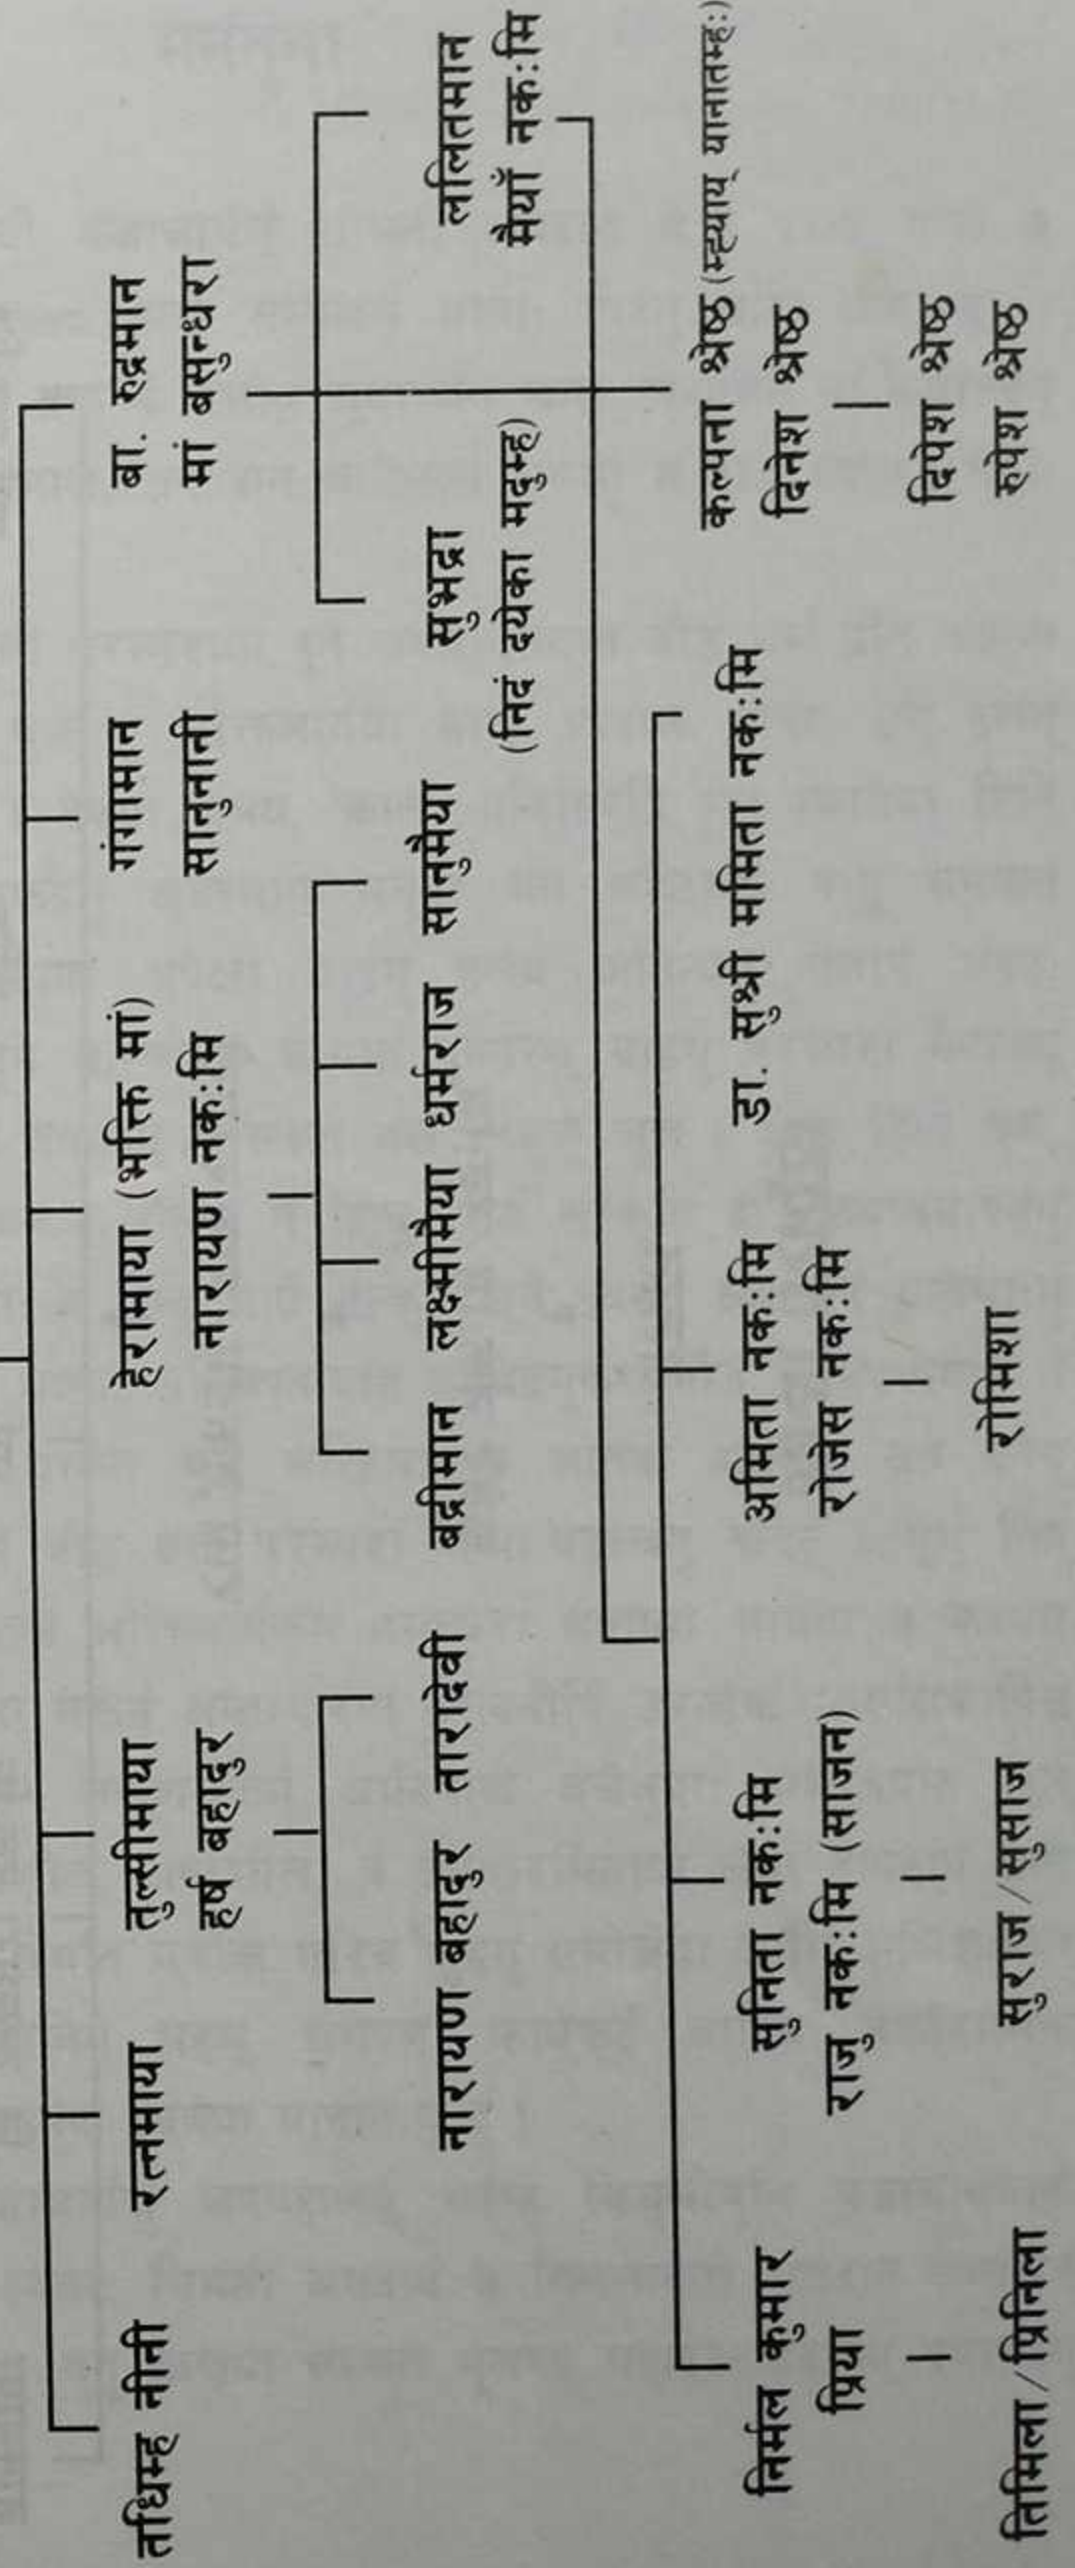 तधिम्ह नीनी रत्नमाया तुल्सीमाया हेरामाया (भक्ति मां) गंगामान बा. रुद्रमान
हर्ष बहादुर नारायण नकःमि सानुनानी मां बसुन्धरा
नारायण बहादुर तारादेवी बद्रीमान लक्ष्मीमैया धर्मराज सानुमैया सुभद्रा ललितमान
(निदं दयेका मदुम्ह) मैयाँ नकःमि
निर्मल कुमार सुनिता नकःमि अमिता नकःमि डा. सुश्री ममिता नकःमि कल्पना श्रेष्ठ (म्ह्याय् यानातम्हः)
प्रिया राजु नकःमि (साजन) रोजेस नकःमि दिनेश श्रेष्ठ
तिमिला/प्रिनिला सुराज/सुसाज रोमिशा दिपेश श्रेष्ठ
रुपेश श्रेष्ठ